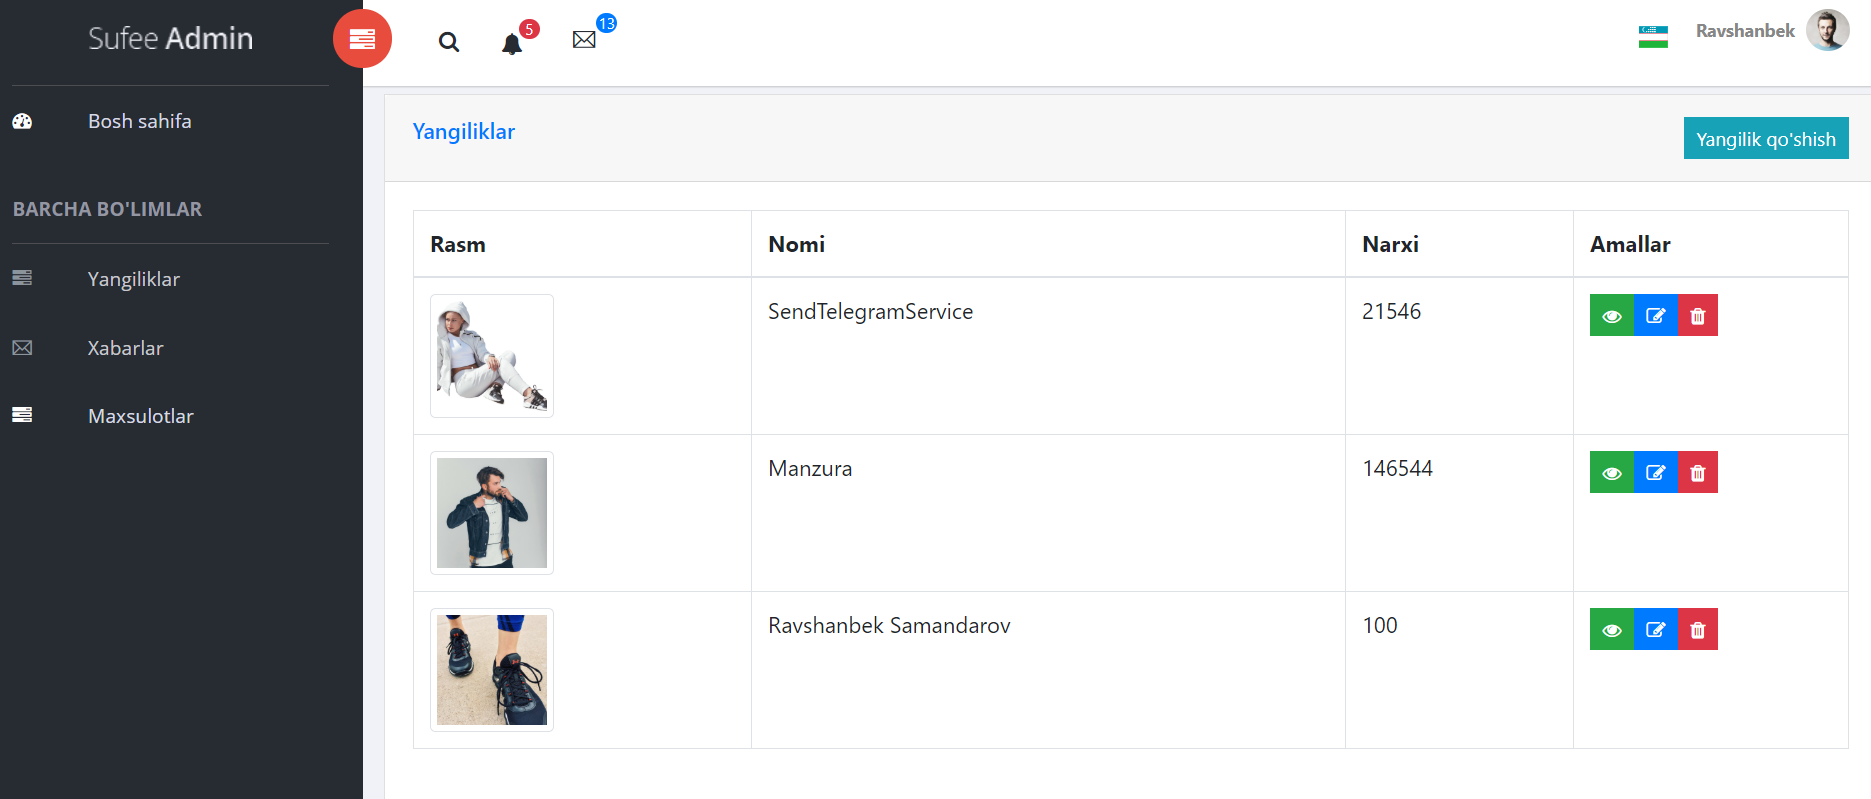 Sufee Admin
5
13
Ravshanbek
Bosh sahifa
BARCHA BO'LIMLAR
Yangiliklar
Xabarlar
Maxsulotlar
Yangiliklar
Yangilik qo'shish
Rasm Nomi Narxi Amallar
SendTelegramService 21546
Manzura 146544
Ravshanbek Samandarov 100